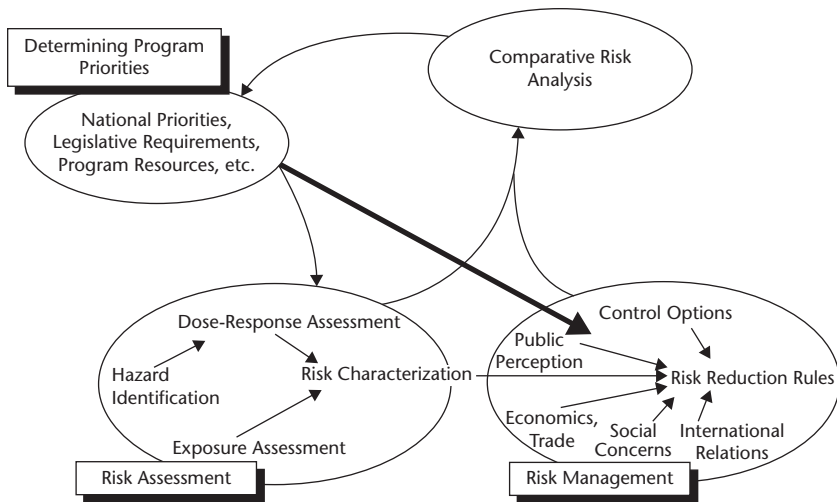 Determining Program
Priorities
National Priorities,
Legislative Requirements,
Program Resources, etc.
Comparative Risk
Analysis
Dose-Response Assessment
Hazard
Identification
Risk Characterization
Exposure Assessment
Risk Assessment
Control Options
Public
Perception
Risk Reduction Rules
Economics,
Trade
Social
Concerns
International
Relations
Risk Management